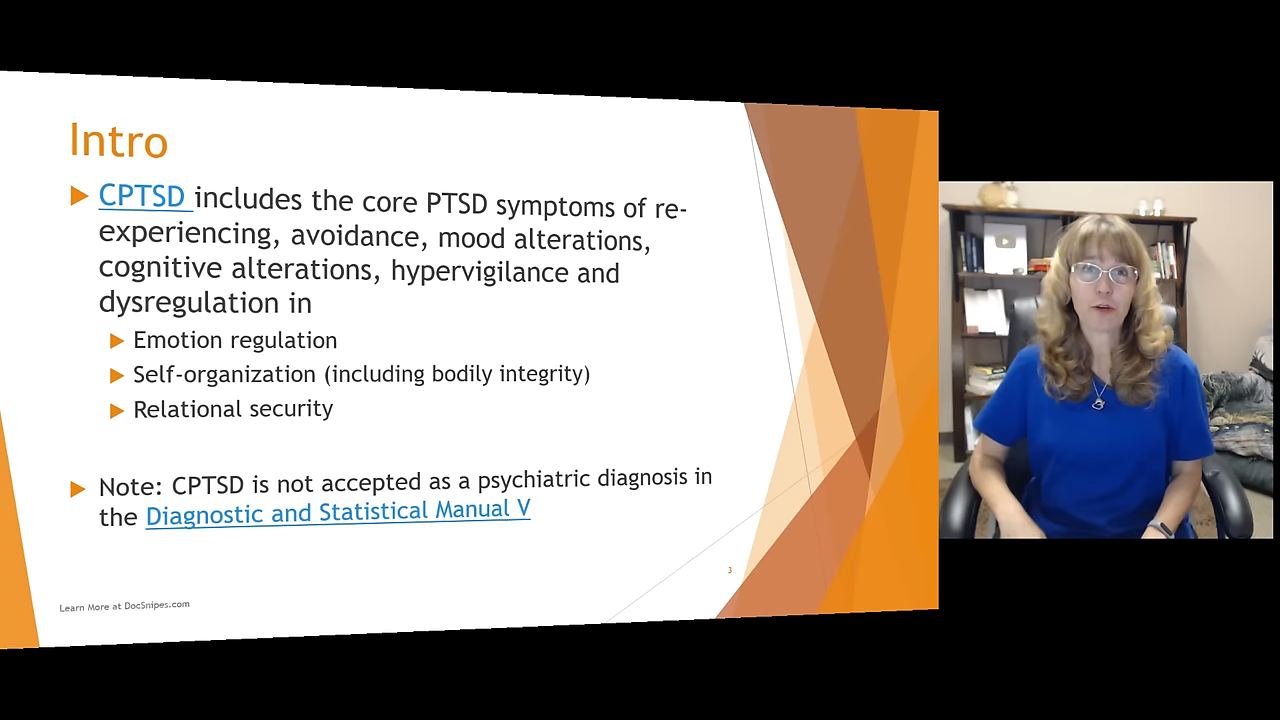 Intro
CPTSD includes the core PTSD symptoms of re-
experiencing, avoidance, mood alterations,
cognitive alterations, hypervigilance and
dysregulation in
Emotion regulation
Self-organization (including bodily integrity)
Relational security
Note: CPTSD is not accepted as a psychiatric diagnosis in
the Diagnostic and Statistical Manual V
3
Learn More at DocSnipes.com